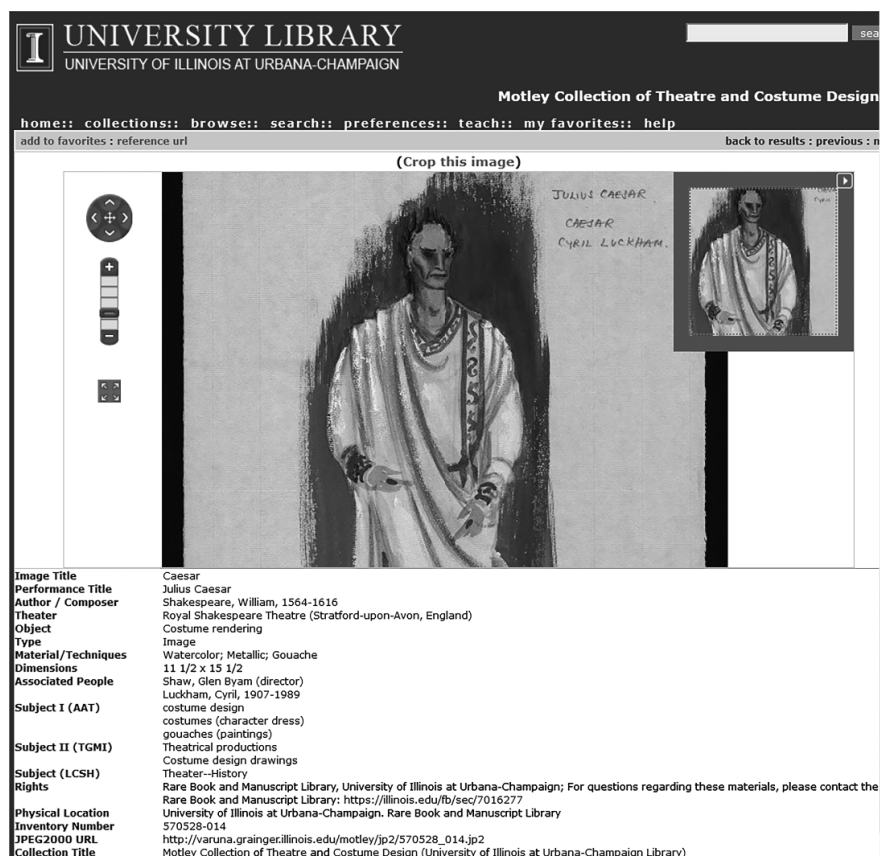 UNIVERSITY LIBRARY
UNIVERSITY OF ILLINOIS AT URBANA-CHAMPAIGN
sea
Motley Collection of Theatre and Costume Design
home:: collections:: browse:: search:: preferences:: teach:: my favorites:: help
add to favorites : reference url back to results : previous : n
(Crop this image)
JULIUS CAESAR
CAESAR
CYRIL LUCKHAM.
Image Title Caesar
Performance Title Julius Caesar
Author / Composer Shakespeare, William, 1564-1616
Theater Royal Shakespeare Theatre (Stratford-upon-Avon, England)
Object Costume rendering
Type Image
Material/Techniques Watercolor; Metallic; Gouache
Dimensions 11 1/2 x 15 1/2
Associated People Shaw, Glen Byam (director)
Luckham, Cyril, 1907-1989
Subject I (AAT) costume design
costumes (character dress)
gouaches (paintings)
Subject II (TGMI) Theatrical productions
Costume design drawings
Subject (LCSH) Theater--History
Rights Rare Book and Manuscript Library, University of Illinois at Urbana-Champaign; For questions regarding these materials, please contact the
Rare Book and Manuscript Library: https://illinois.edu/fb/sec/7016277
Physical Location University of Illinois at Urbana-Champaign. Rare Book and Manuscript Library
Inventory Number 570528-014
JPEG2000 URL http://varuna.grainger.illinois.edu/motley/jp2/570528_014.jp2
Collection Title Motley Collection of Theatre and Costume Design (University of Illinois at Urbana-Champaign Library)